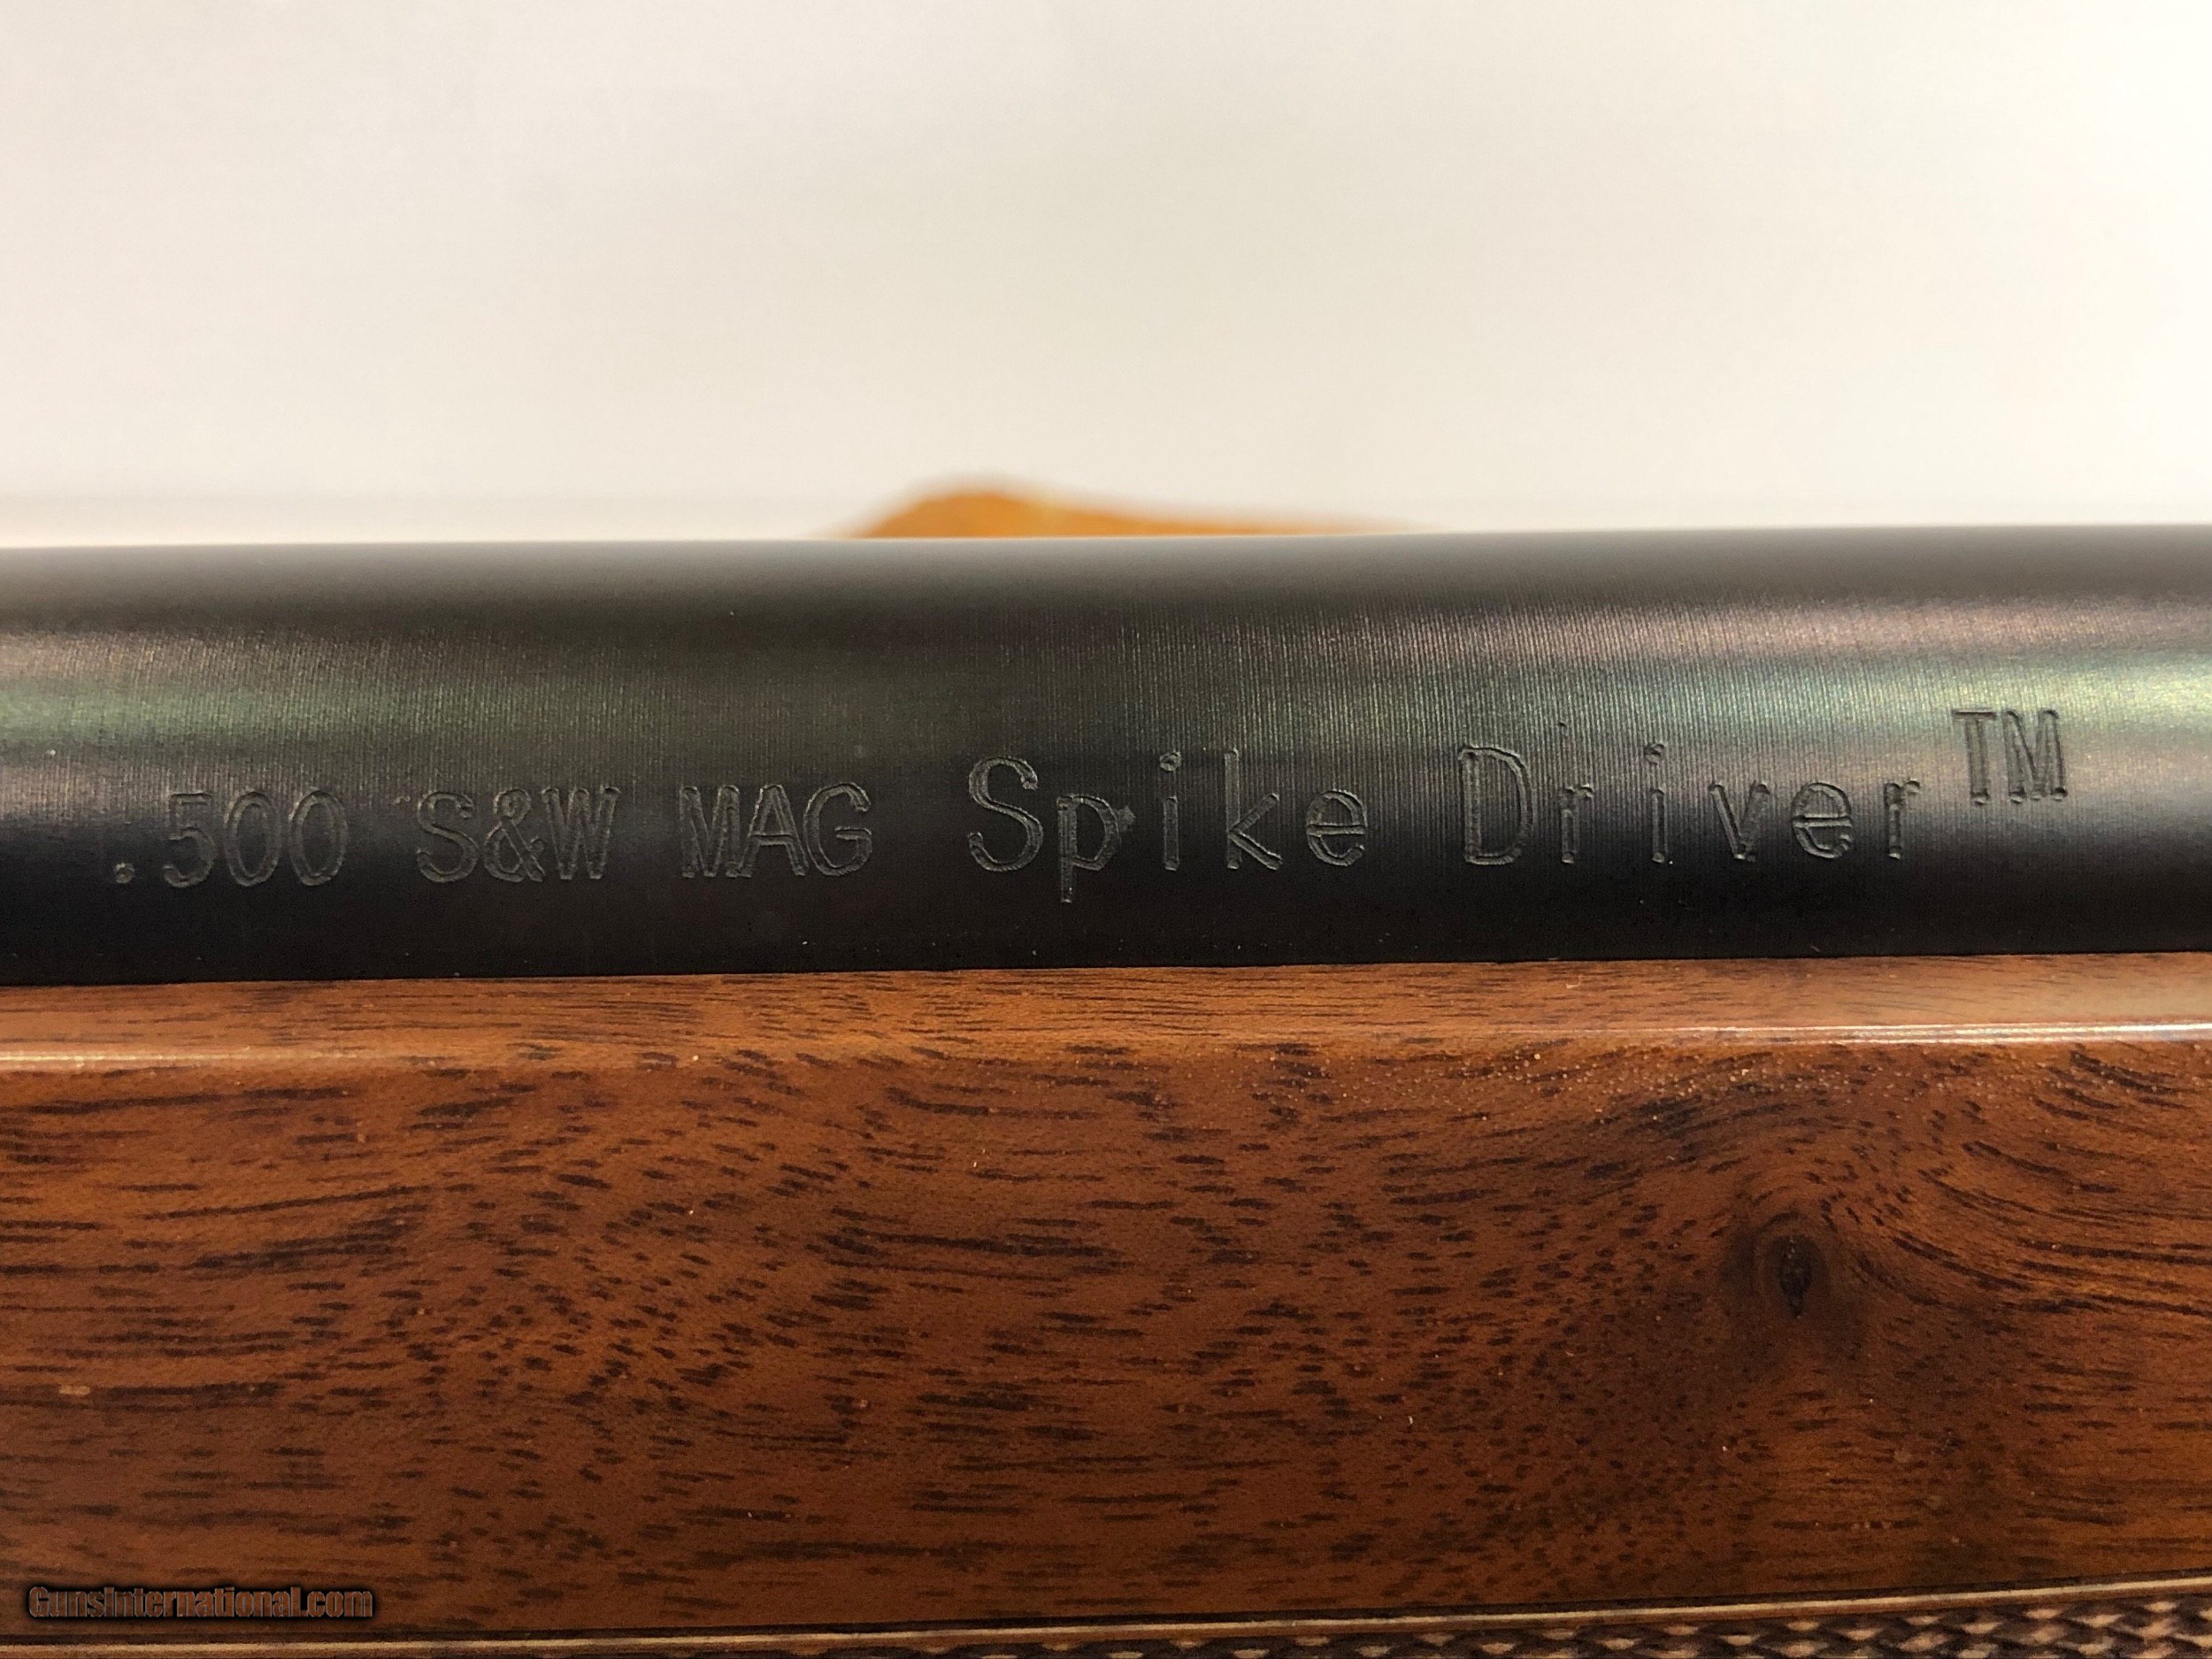 .500 S&W MAG Spike Driver™
GunsInternational.com